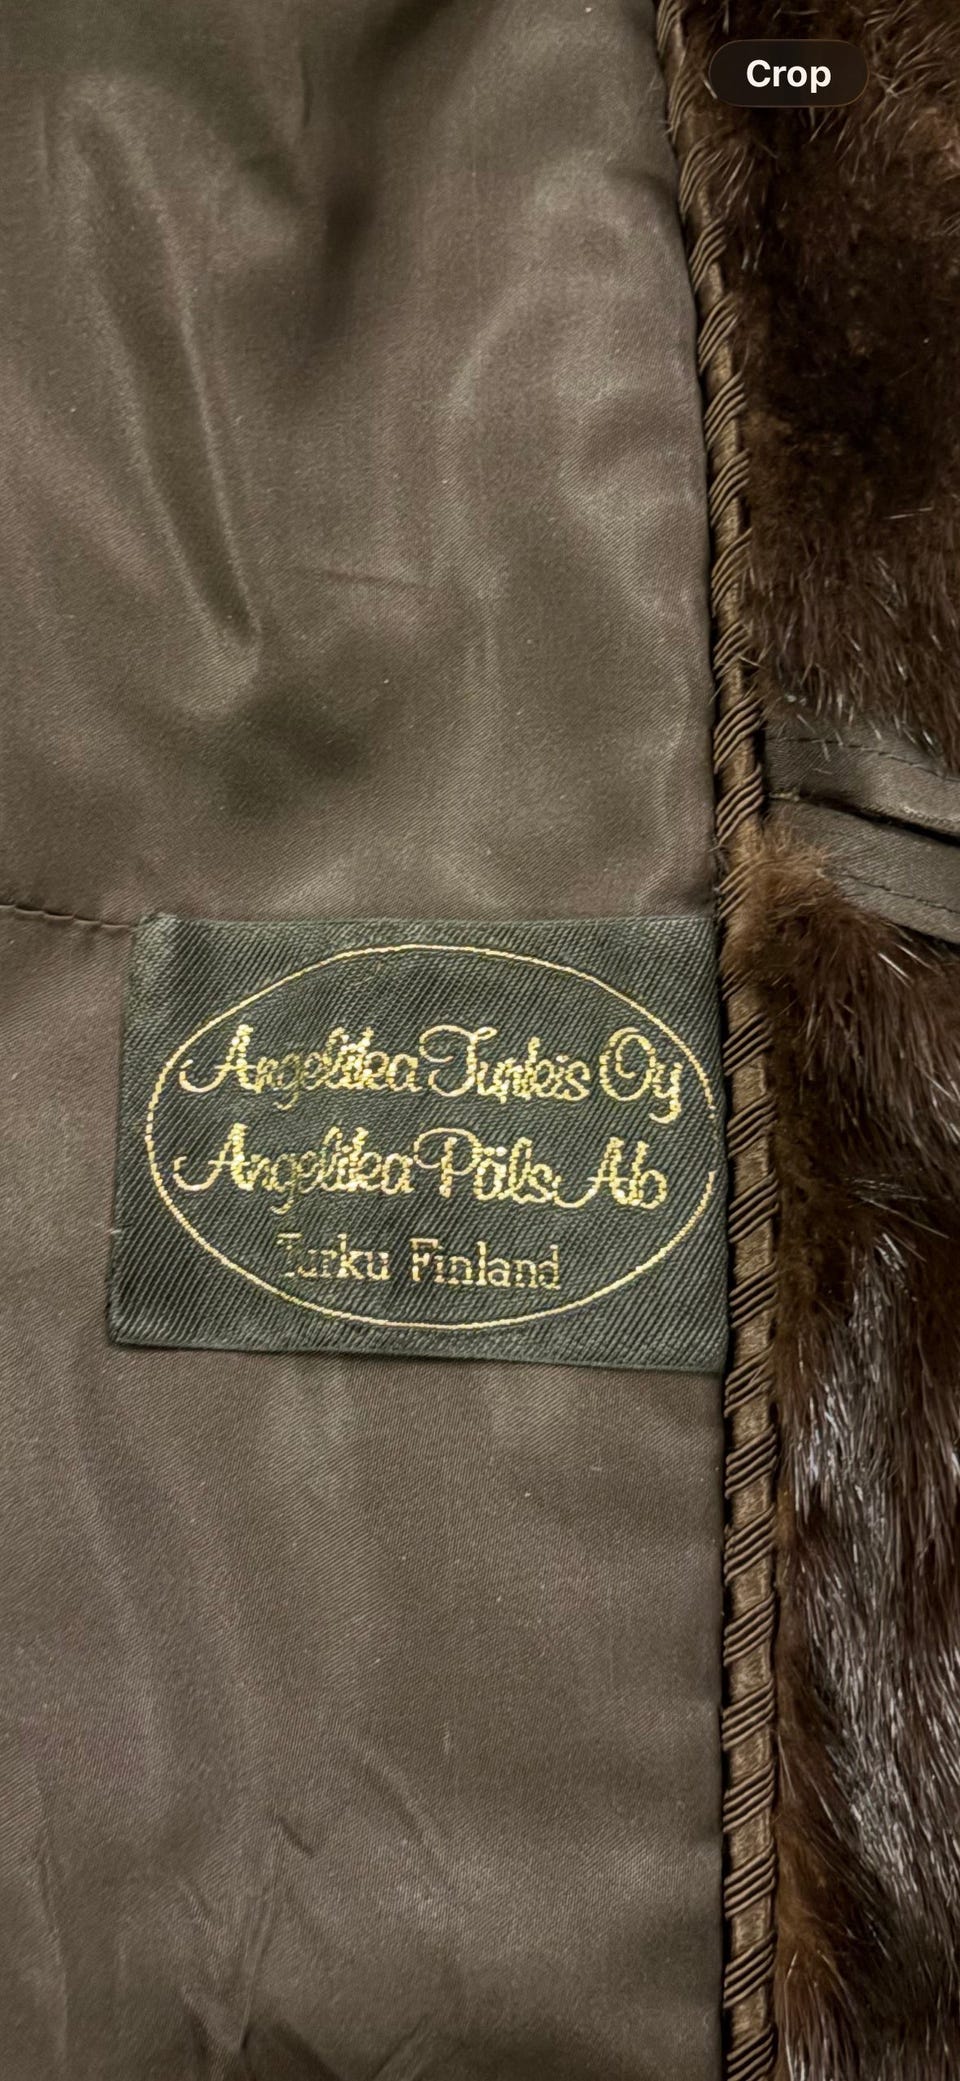 Crop
Angelika Turkis Oy
Angelika Päls Ab
Turku Finland